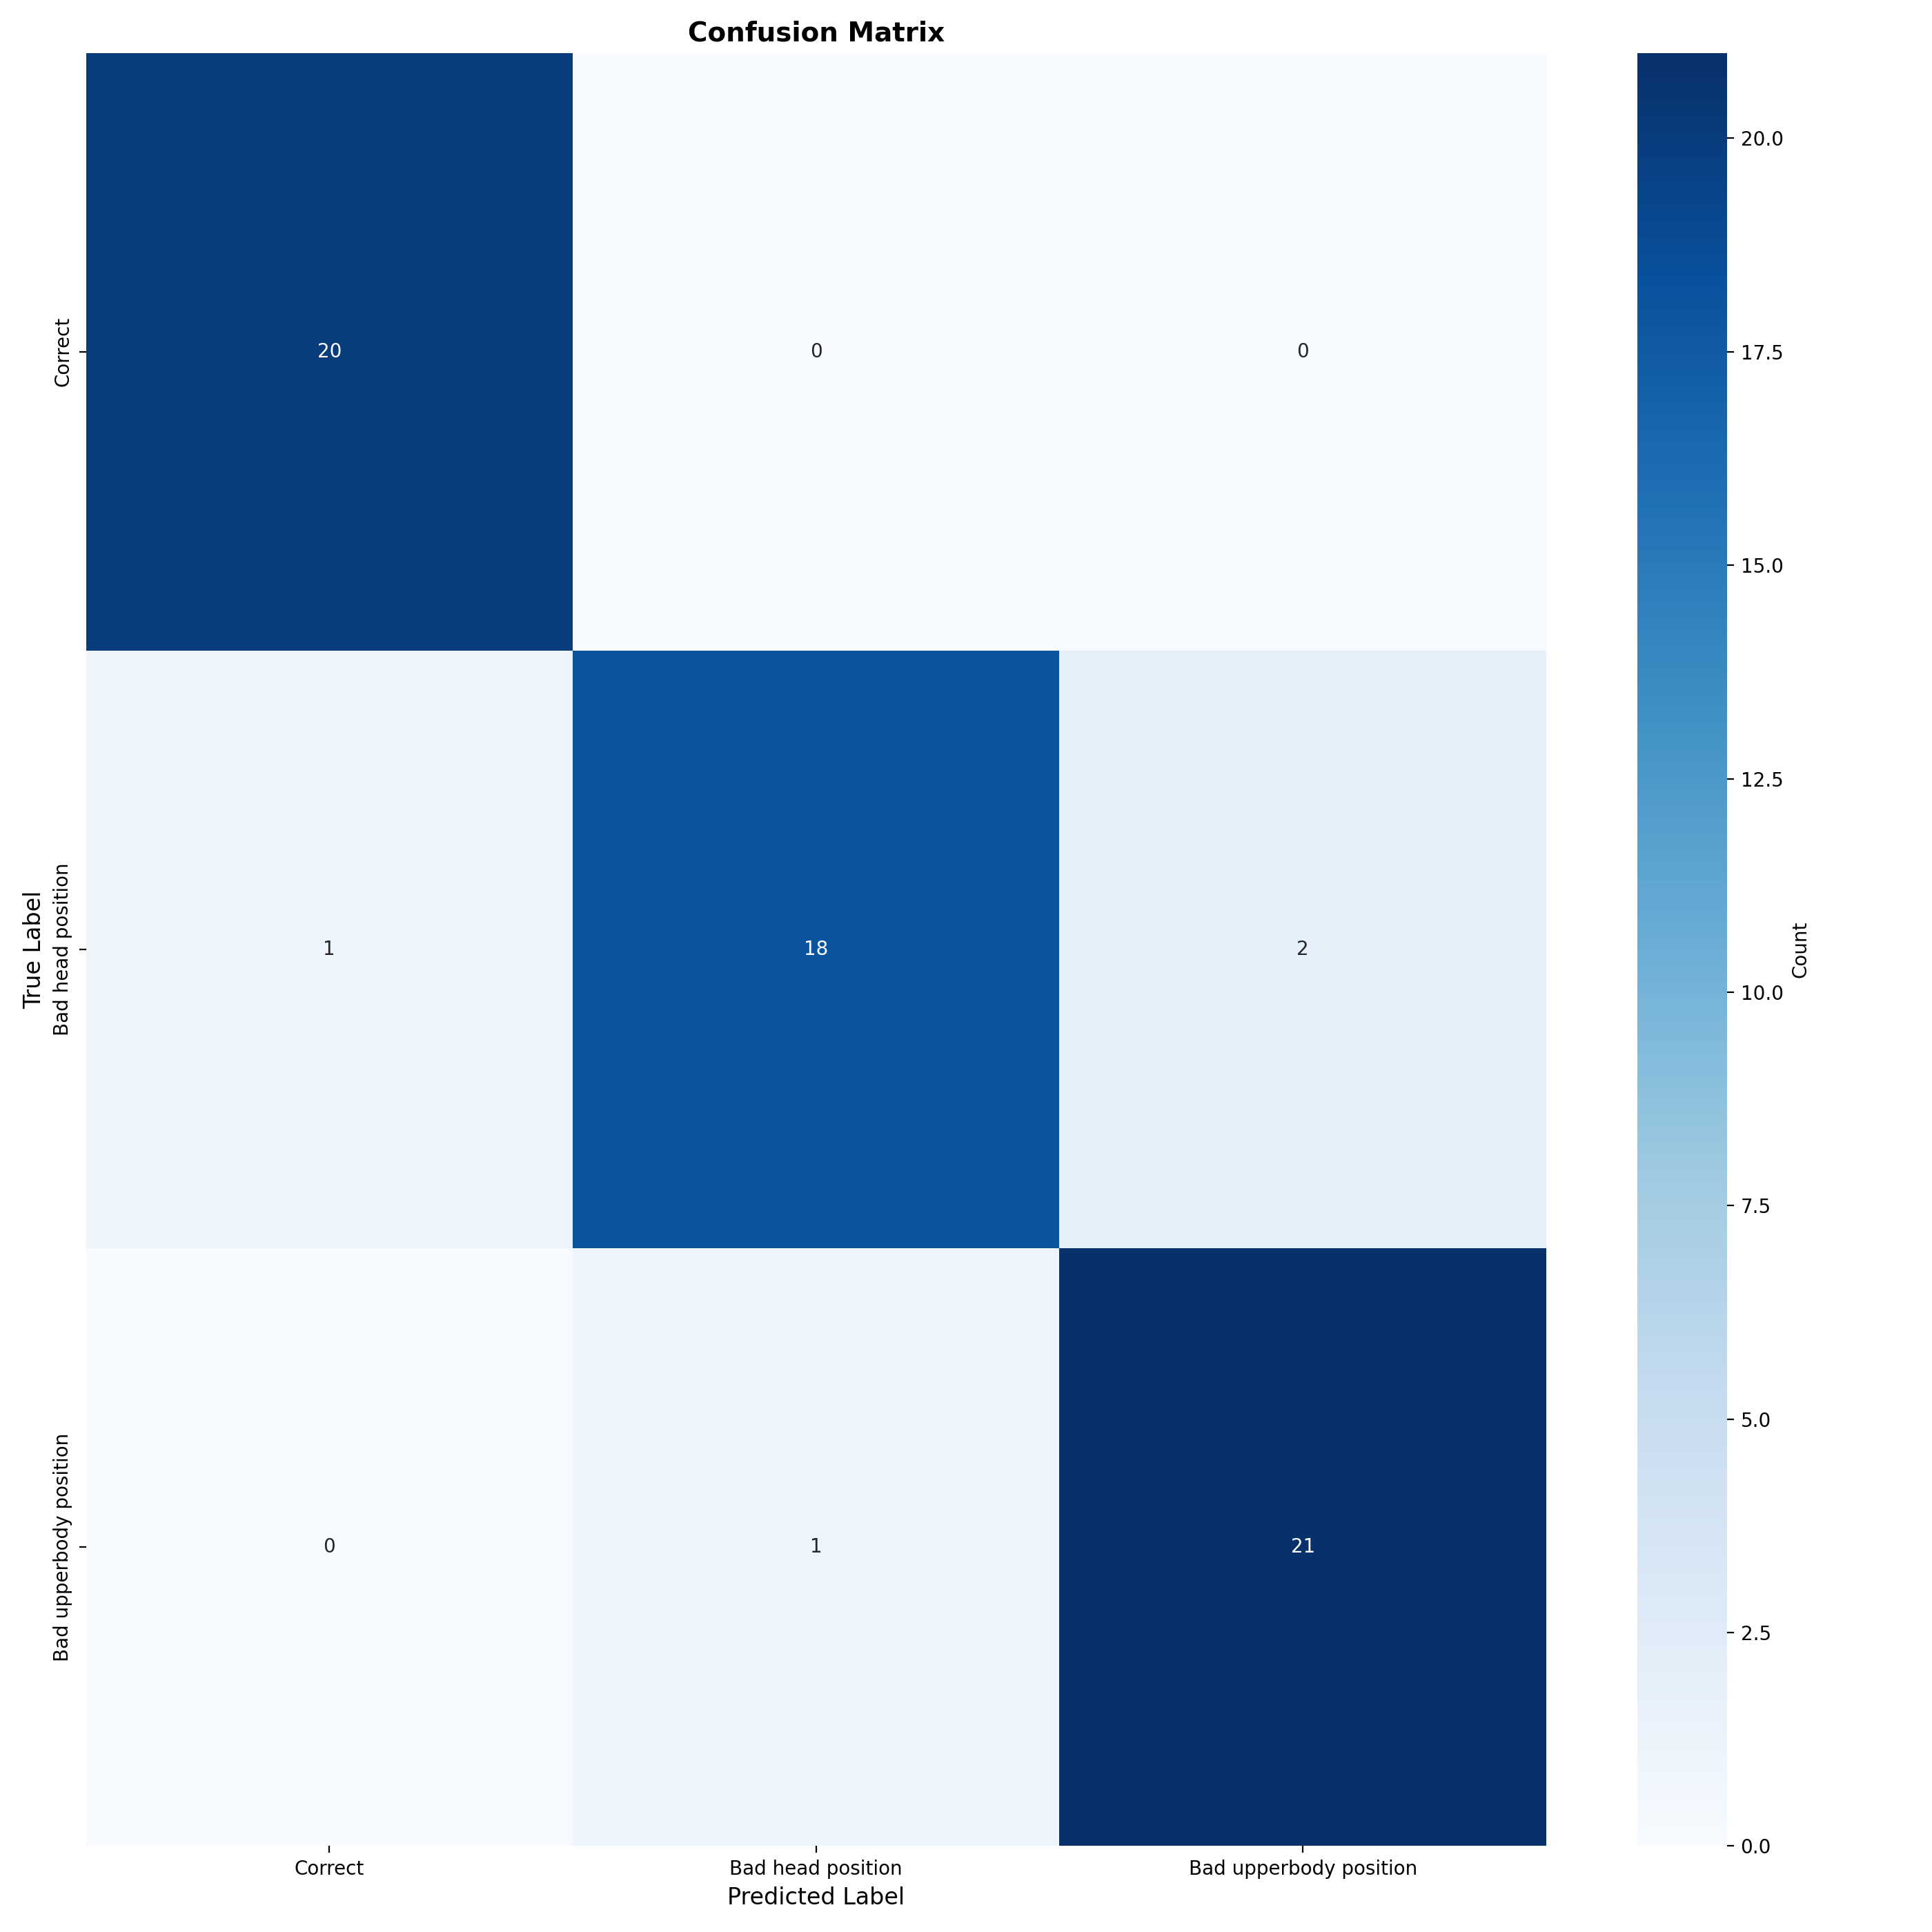 Confusion Matrix
True Label
Correct
20
0
0
Bad head position
1
18
2
Bad upperbody position
0
1
21
Correct
Bad head position
Bad upperbody position
Predicted Label
20.0
17.5
15.0
12.5
10.0
7.5
5.0
2.5
0.0
Count